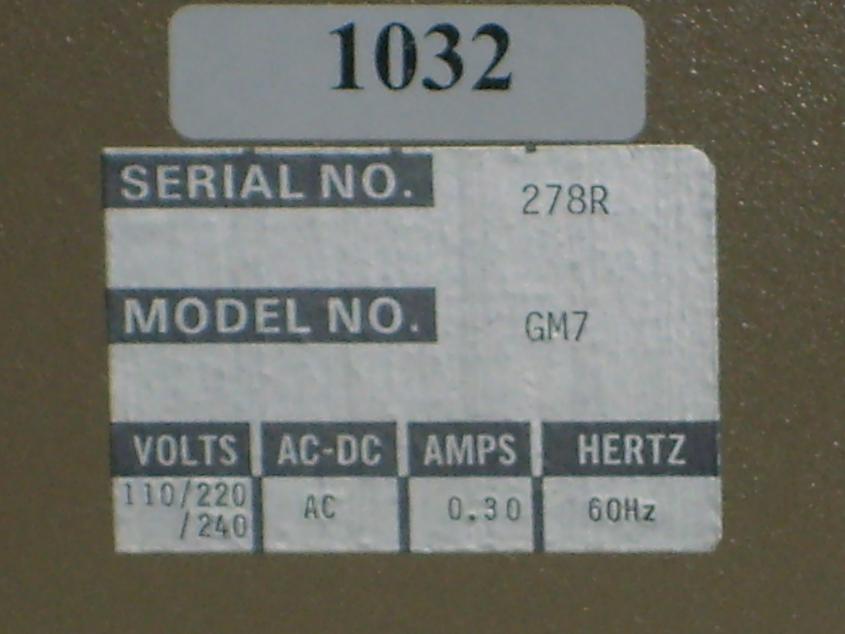 1032
SERIAL NO. 278R
MODEL NO. GM7
VOLTS AC-DC AMPS HERTZ
110/220 AC 0.30 60Hz
/240